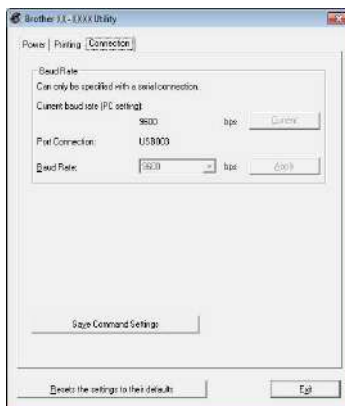 Brother XX-XXXX Utility
Power Printing Connection
Baud Rate
Can only be specified with a serial connection.
Current baud rate (PC setting):
9600 bps Current
Port Connection: USB003
Baud Rate: 9600 bps Apply
Save Command Settings
Resets the settings to their defaults Exit